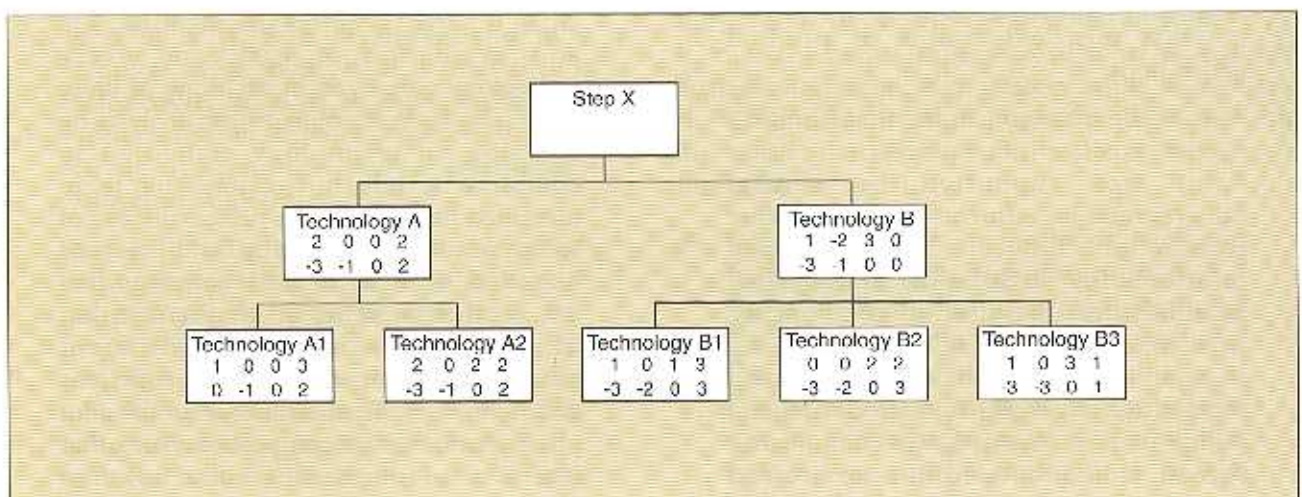 Step X
Technology A
2 0 0 2
-3 -1 0 2
Technology B
1 -2 3 0
-3 -1 0 0
Technology A1
1 0 0 3
0 -1 0 2
Technology A2
2 0 2 2
-3 -1 0 2
Technology B1
1 0 1 3
-3 -2 0 3
Technology B2
0 0 2 2
-3 -2 0 3
Technology B3
1 0 3 1
-3 -3 0 1